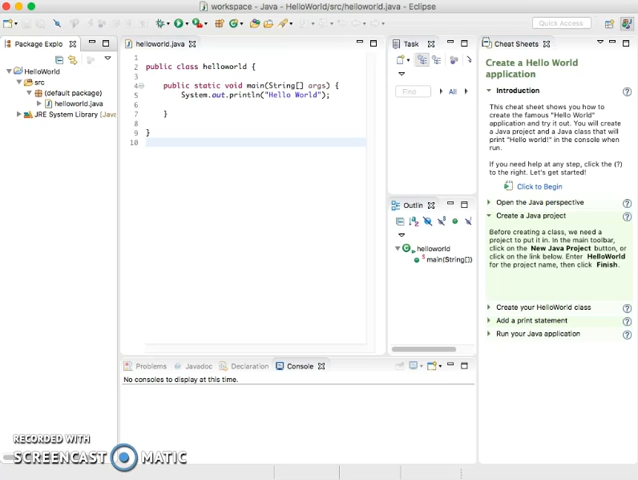 workspace - Java - HelloWorld/src/helloworld.java - Eclipse
Quick Access
Package Explo
HelloWorld
src
(default package)
helloworld.java
JRE System Library (Java
helloworld.java
1
2 public class helloworld {
3
4 public static void main(String[] args) {
5 System.out.println("Hello World");
6
7 }
8
9 }
10
Task
Find
All
Outlin
helloworld
main(String[])
Cheat Sheets
Create a Hello World
application
Introduction
This cheat sheet shows you how to
create the famous "Hello World"
application and try it out. You will create
a Java project and a Java class that will
print "Hello world!" in the console when
run.
If you need help at any step, click the (?)
to the right. Let's get started!
Click to Begin
Open the Java perspective
Create a Java project
Before creating a class, we need a
project to put it in. In the main toolbar,
click on the New Java Project button, or
click on the link below. Enter HelloWorld
for the project name, then click Finish.
Create your HelloWorld class
Add a print statement
Run your Java application
Problems
Javadoc
Declaration
Console
No consoles to display at this time.
RECORDED WITH
SCREENCAST MATIC